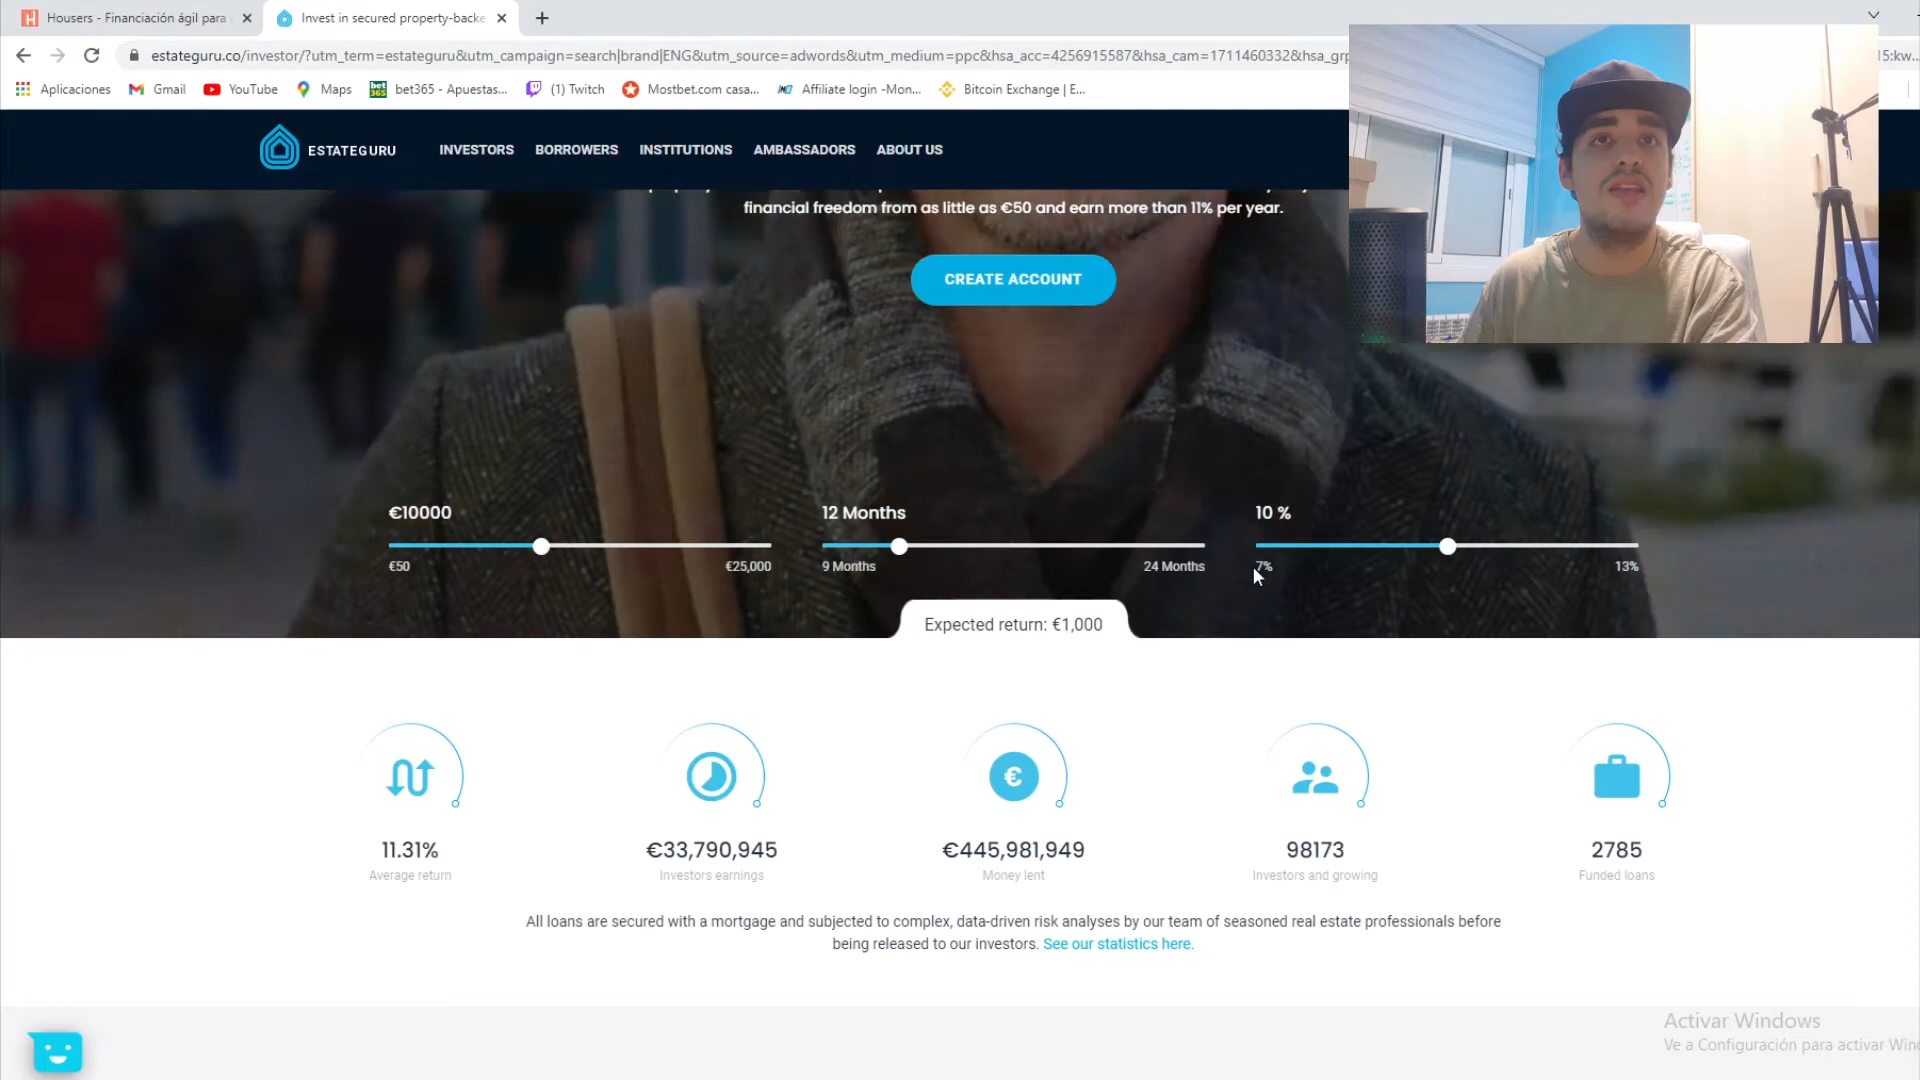 Housers - Financiación ágil para
Invest in secured property-backe
estateguru.co/investor/?utm_term=estateguru&utm_campaign=search|brand|ENG&utm_source=adwords&utm_medium=ppc&hsa_acc=4256915587&hsa_cam=1711460332&hsa_grp
15:kw...
Aplicaciones
Gmail
YouTube
Maps
bet365
bet365 - Apuestas...
(1) Twitch
Mostbet.com casa...
Affiliate login -Mon...
Bitcoin Exchange | E...
ESTATEGURU
INVESTORS
BORROWERS
INSTITUTIONS
AMBASSADORS
ABOUT US
financial freedom from as little as €50 and earn more than 11% per year.
CREATE ACCOUNT
€10000
12 Months
10 %
€50
€25,000
9 Months
24 Months
7%
13%
Expected return: €1,000
11.31%
€33,790,945
€445,981,949
98173
2785
Average return
Investors earnings
Money lent
Investors and growing
Funded loans
All loans are secured with a mortgage and subjected to complex, data-driven risk analyses by our team of seasoned real estate professionals before
being released to our investors. See our statistics here.
Activar Windows
Ve a Configuración para activar Win